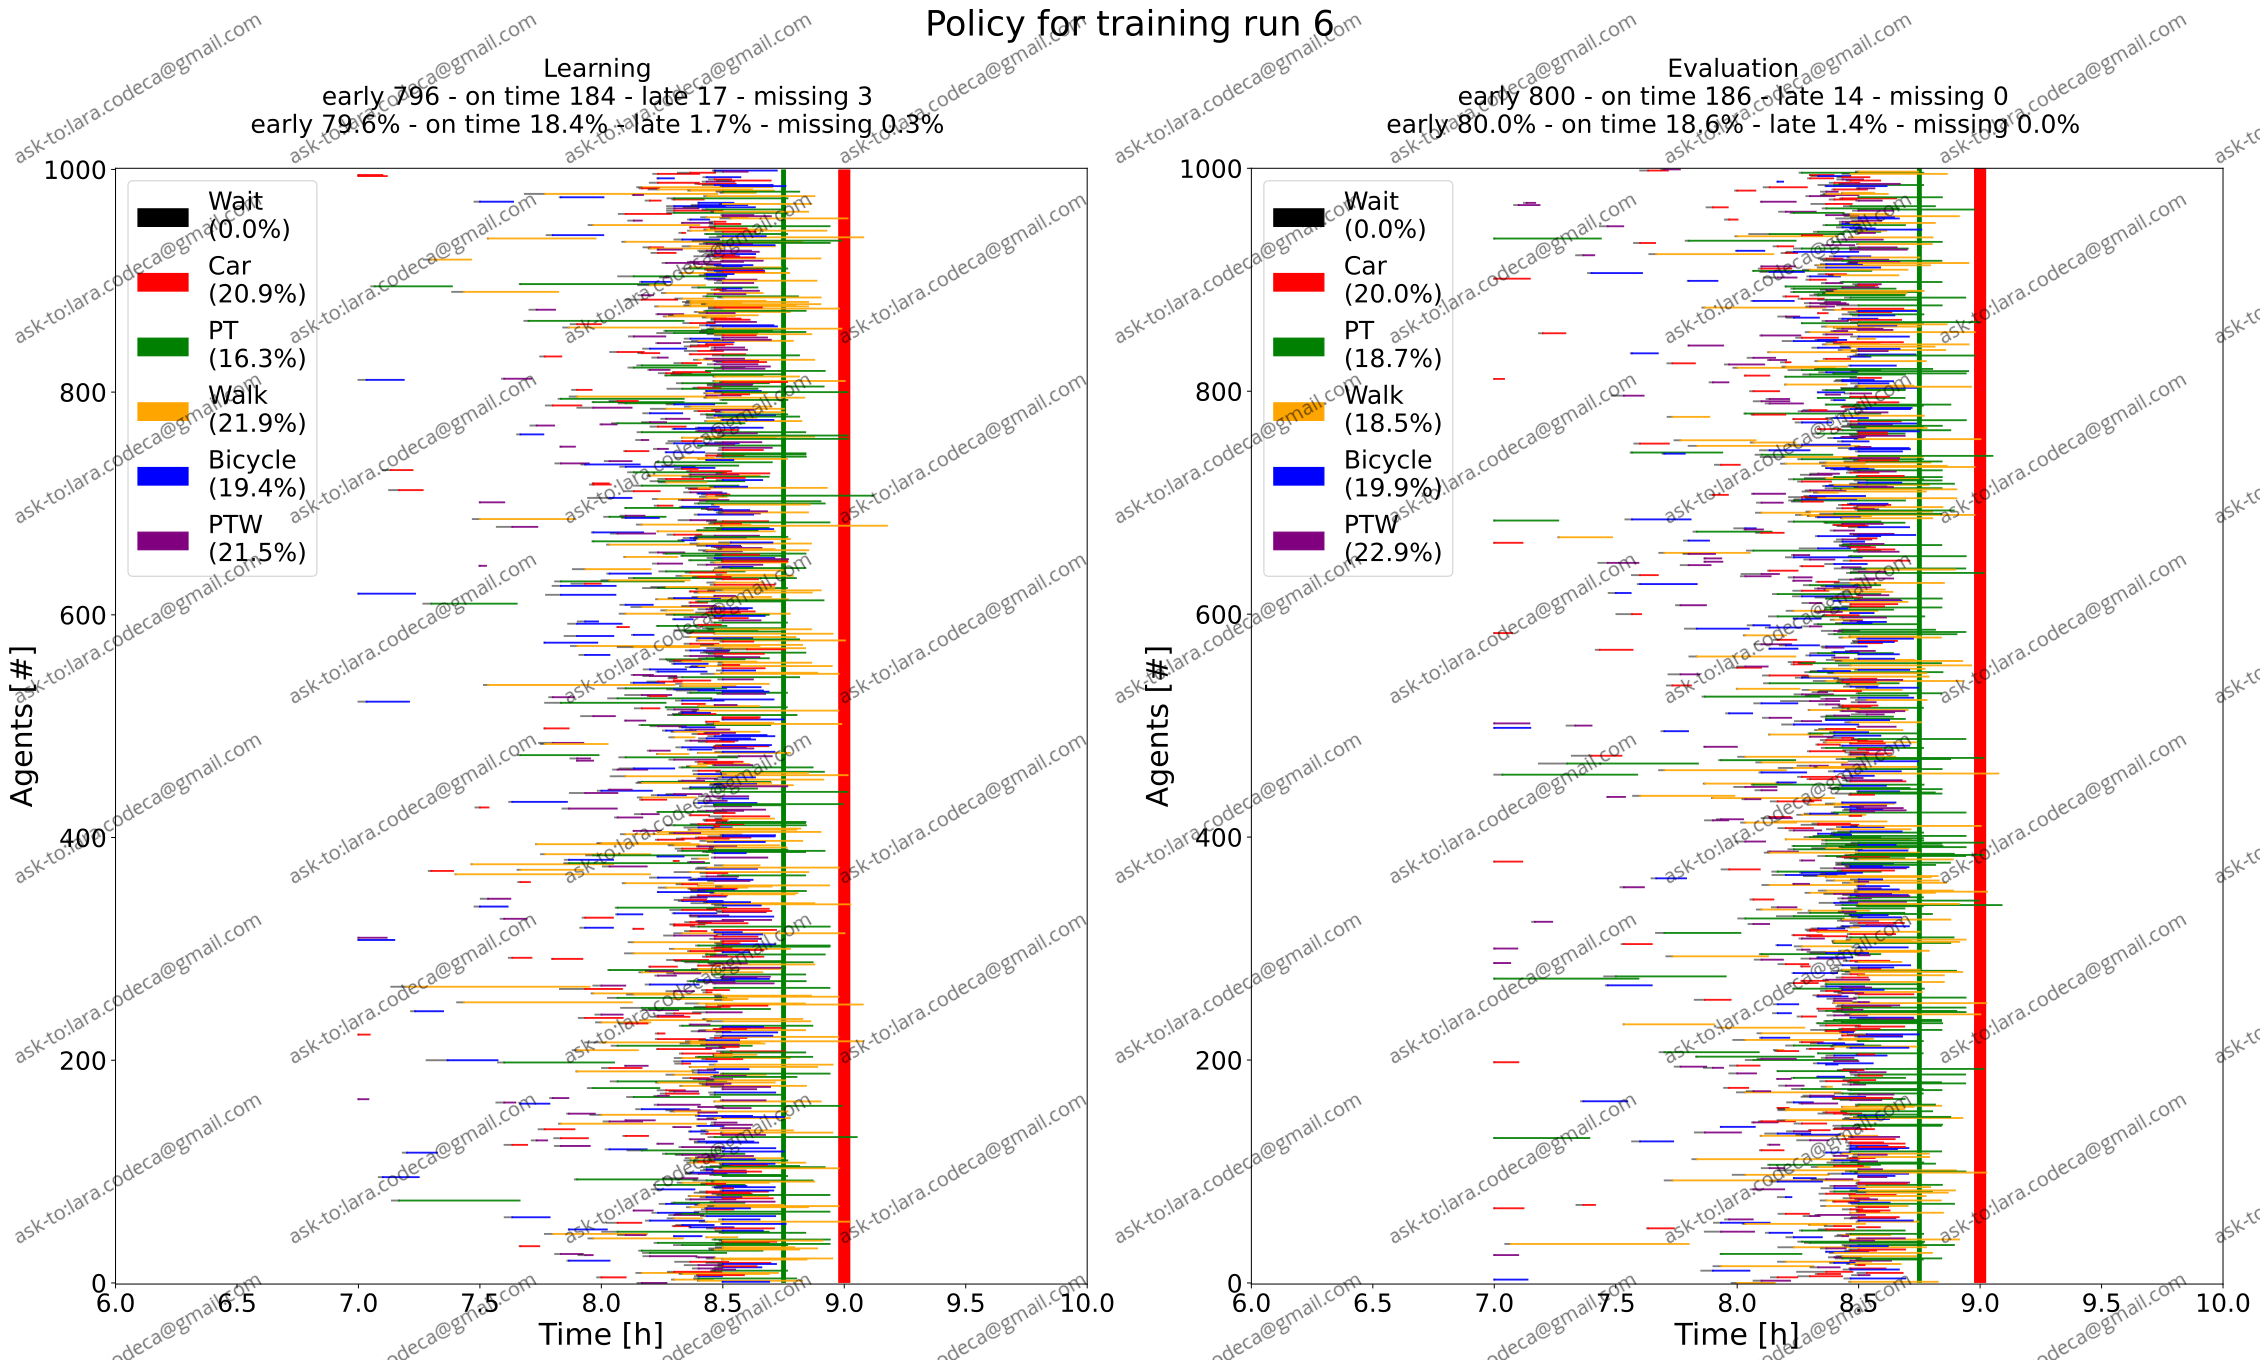 Policy for training run 6
Learning
early 796 - on time 184 - late 17 - missing 3
early 79.6% - on time 18.4% - late 1.7% - missing 0.3%
1000
800
600
400
200
0
Agents [#]
Wait
(0.0%)
Car
(20.9%)
PT
(16.3%)
Walk
(21.9%)
Bicycle
(19.4%)
PTW
(21.5%)
6.0 6.5 7.0 7.5 8.0 8.5 9.0 9.5 10.0
Time [h]
Evaluation
early 800 - on time 186 - late 14 - missing 0
early 80.0% - on time 18.6% - late 1.4% - missing 0.0%
1000
800
600
400
200
0
Agents [#]
Wait
(0.0%)
Car
(20.0%)
PT
(18.7%)
Walk
(18.5%)
Bicycle
(19.9%)
PTW
(22.9%)
6.0 6.5 7.0 7.5 8.0 8.5 9.0 9.5 10.0
Time [h]
ask-to:lara.codeca@gmail.com